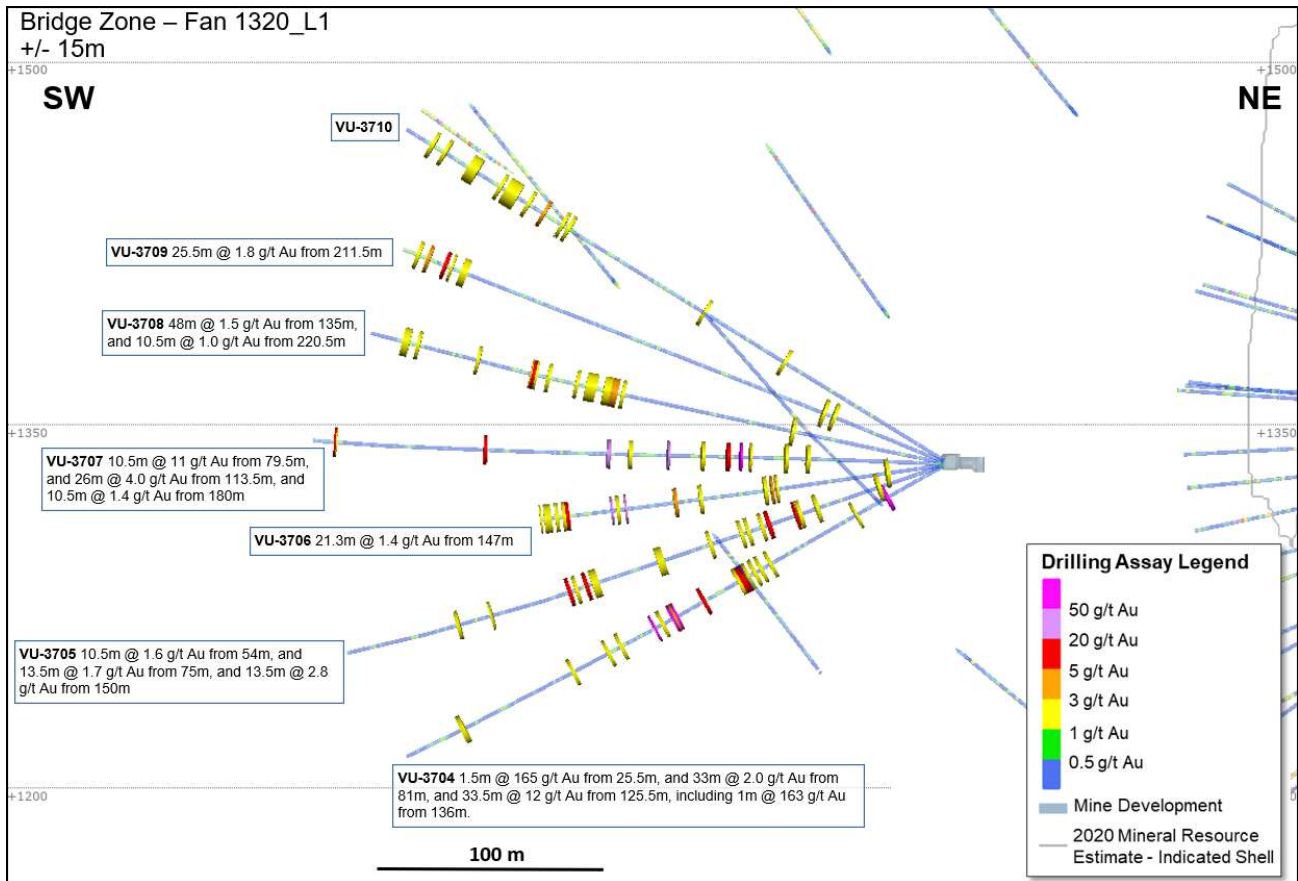 Bridge Zone – Fan 1320_L1
+/- 15m
+1500
+1500
SW
NE
VU-3710
VU-3709 25.5m @ 1.8 g/t Au from 211.5m
VU-3708 48m @ 1.5 g/t Au from 135m,
and 10.5m @ 1.0 g/t Au from 220.5m
+1350
+1350
VU-3707 10.5m @ 11 g/t Au from 79.5m,
and 26m @ 4.0 g/t Au from 113.5m, and
10.5m @ 1.4 g/t Au from 180m
VU-3706 21.3m @ 1.4 g/t Au from 147m
VU-3705 10.5m @ 1.6 g/t Au from 54m, and
13.5m @ 1.7 g/t Au from 75m, and 13.5m @ 2.8
g/t Au from 150m
VU-3704 1.5m @ 165 g/t Au from 25.5m, and 33m @ 2.0 g/t Au from
81m, and 33.5m @ 12 g/t Au from 125.5m, including 1m @ 163 g/t Au
from 136m.
+1200
100 m
Drilling Assay Legend
50 g/t Au
20 g/t Au
5 g/t Au
3 g/t Au
1 g/t Au
0.5 g/t Au
Mine Development
2020 Mineral Resource
Estimate - Indicated Shell